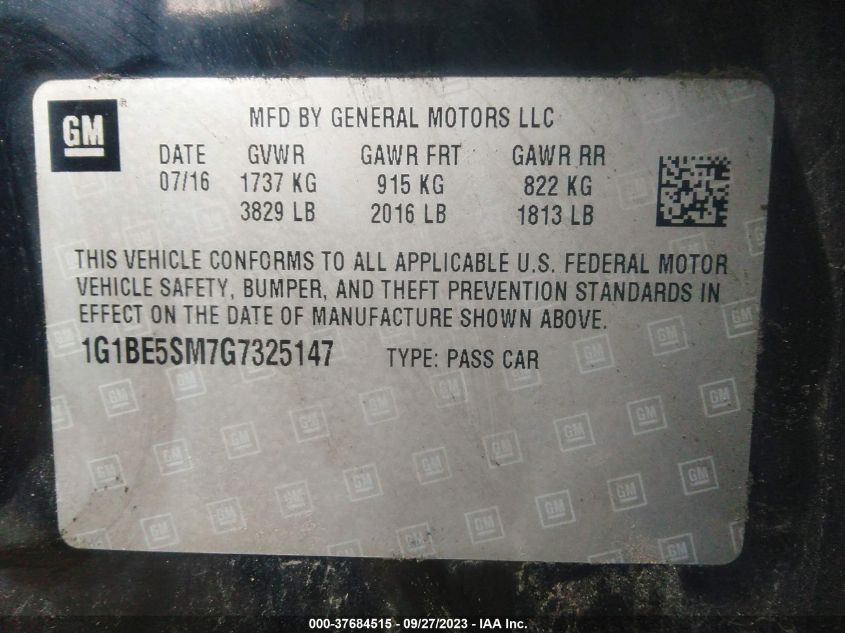 GM
MFD BY GENERAL MOTORS LLC
DATE GVWR GAWR FRT GAWR RR
07/16 1737 KG 915 KG 822 KG
3829 LB 2016 LB 1813 LB
THIS VEHICLE CONFORMS TO ALL APPLICABLE U.S. FEDERAL MOTOR
VEHICLE SAFETY, BUMPER, AND THEFT PREVENTION STANDARDS IN
EFFECT ON THE DATE OF MANUFACTURE SHOWN ABOVE.
1G1BE5SM7G7325147 TYPE: PASS CAR
000-37684515 / 09/27/2023 - IAA Inc.